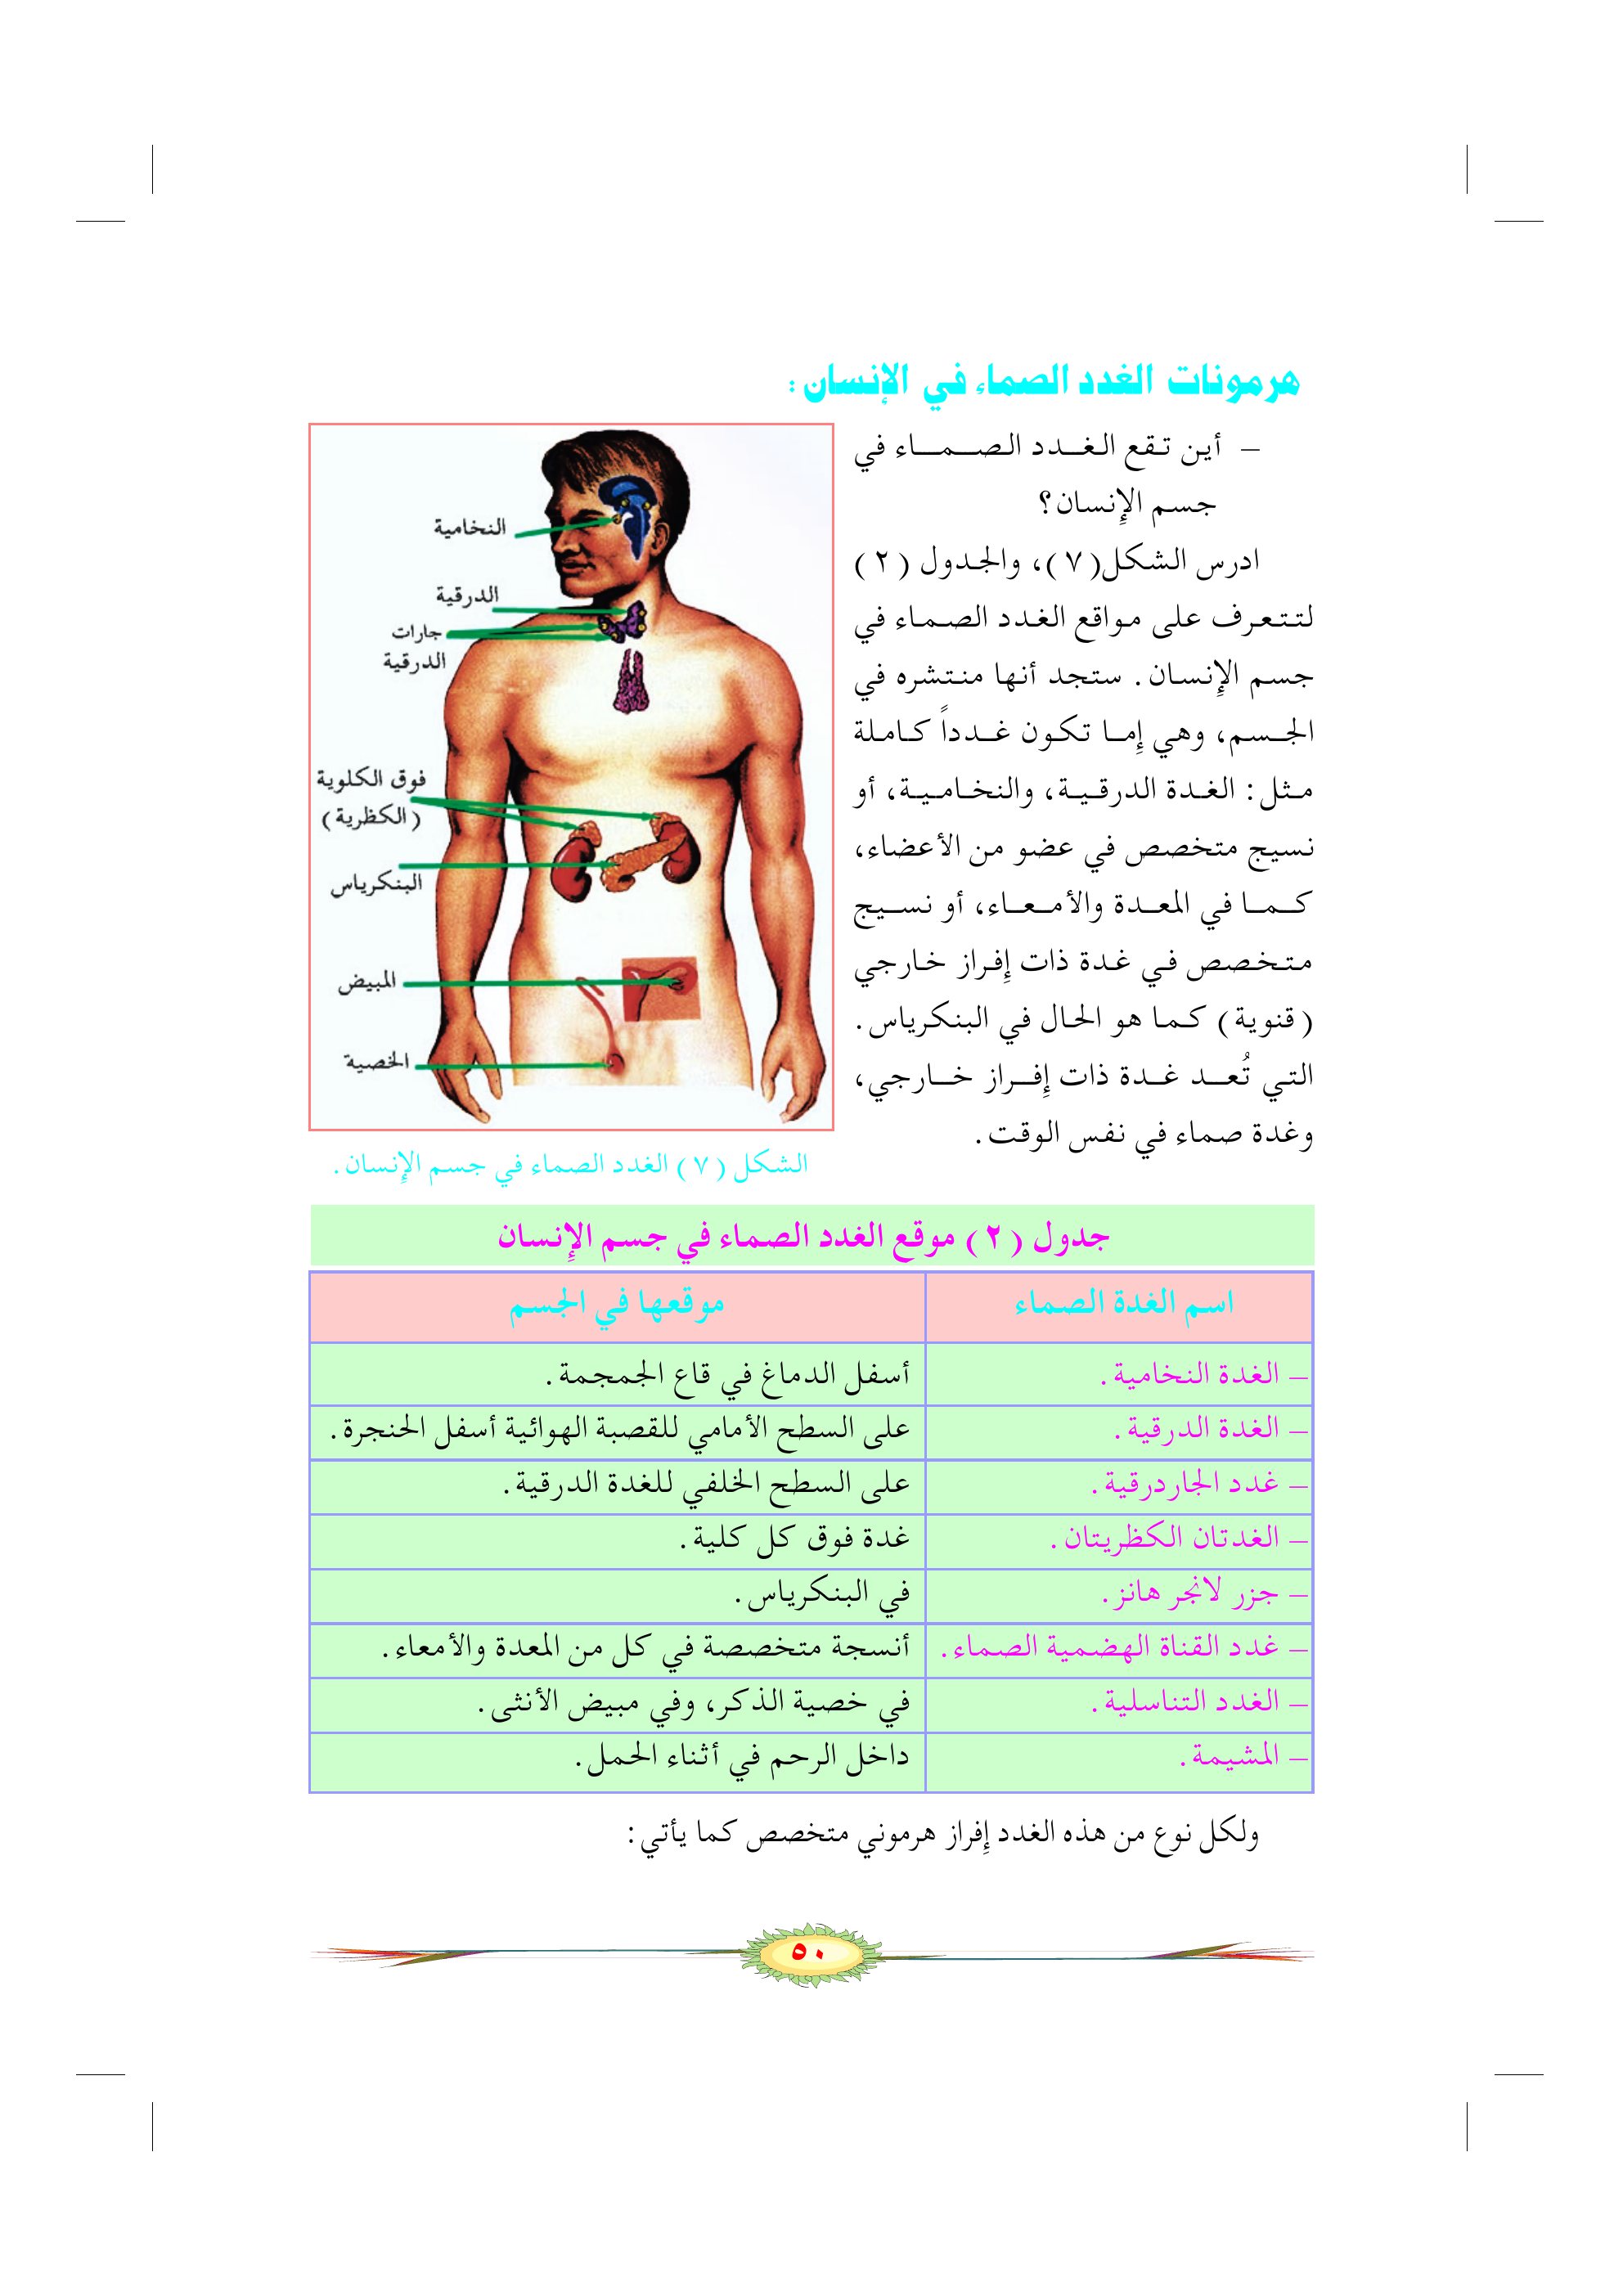 هرمونات الغدد الصماء في الإنسان :
– أين تقع الغدد الصماء في
جسم الإنسان؟
ادرس الشكل(٧)، والجدول (٢)
لتتعرف على مواقع الغدد الصماء في
جسم الإنسان. ستجد أنها منتشره في
الجسم، وهي إما تكون غدداً كاملة
مثل: الغدة الدرقية، والنخامية، أو
نسيج متخصص في عضو من الأعضاء،
كما في المعدة والأمعاء، أو نسيج
متخصص في غدة ذات إفراز خارجي
(قنوية) كما هو الحال في البنكرياس.
التي تُعد غدة ذات إفراز خارجي،
وغدة صماء في نفس الوقت.
النخامية
الدرقية
جارات
الدرقية
فوق الكلوية
(الكظرية)
البنكرياس
المبيض
الخصية
الشكل (٧) الغدد الصماء في جسم الإنسان.
جدول (٢) موقع الغدد الصماء في جسم الإنسان
اسم الغدة الصماء موقعها في الجسم
– الغدة النخامية. أسفل الدماغ في قاع الجمجمة.
– الغدة الدرقية. على السطح الأمامي للقصبة الهوائية أسفل الحنجرة.
– غدد الجاردرقية. على السطح الخلفي للغدة الدرقية.
– الغدتان الكظريتان. غدة فوق كل كلية.
– جزر لانجر هانز. في البنكرياس.
– غدد القناة الهضمية الصماء. أنسجة متخصصة في كل من المعدة والأمعاء.
– الغدد التناسلية. في خصية الذكر، وفي مبيض الأنثى.
– المشيمة. داخل الرحم في أثناء الحمل.
ولكل نوع من هذه الغدد إفراز هرموني متخصص كما يأتي:
٥٠